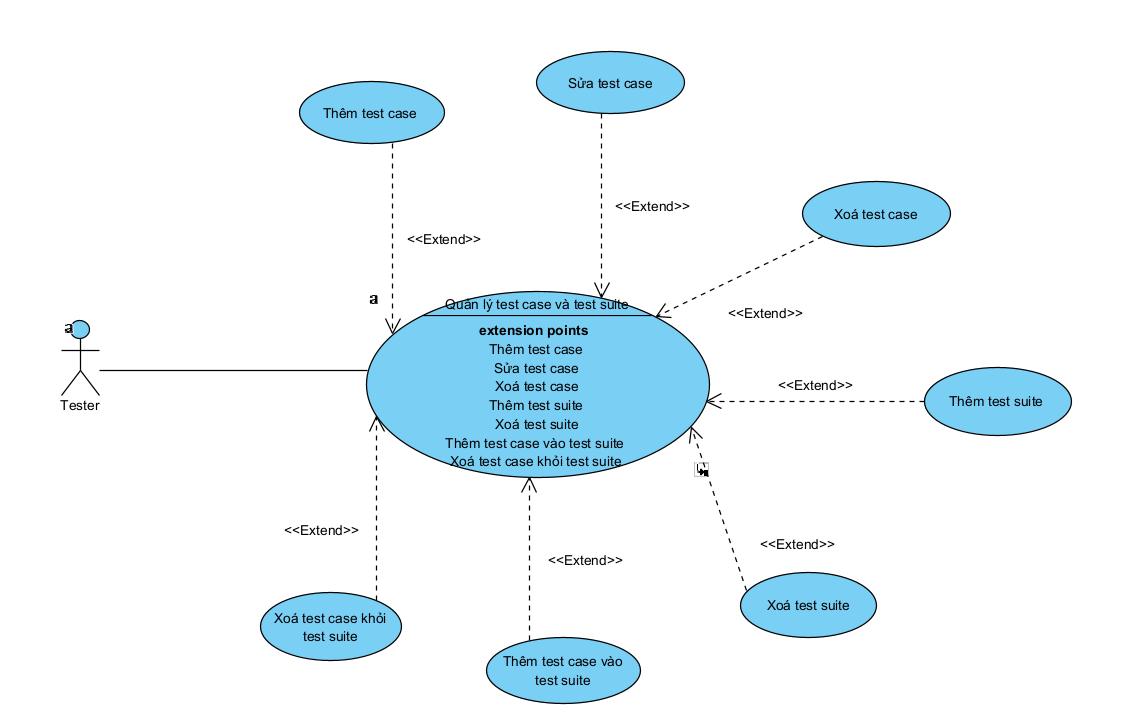 Sửa test case
Thêm test case
<<Extend>>
Xoá test case
<<Extend>>
a
Quản lý test case và test suite
<<Extend>>
a
extension points
Thêm test case
Sửa test case
Xoá test case
Thêm test suite
Xoá test suite
Thêm test case vào test suite
Xoá test case khỏi test suite
Tester
<<Extend>>
Thêm test suite
<<Extend>>
<<Extend>>
<<Extend>>
Xoá test suite
Xoá test case khỏi
test suite
Thêm test case vào
test suite